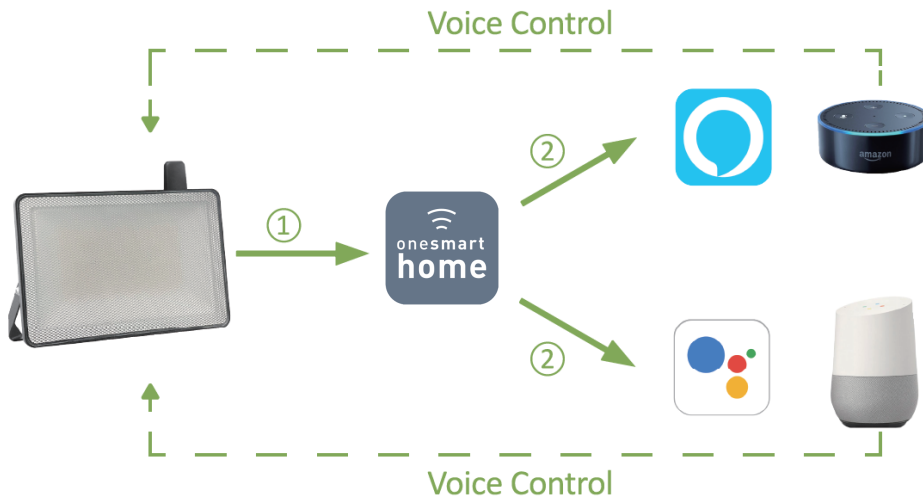 Voice Control
②
amazon
①
onesmart
home
②
Voice Control